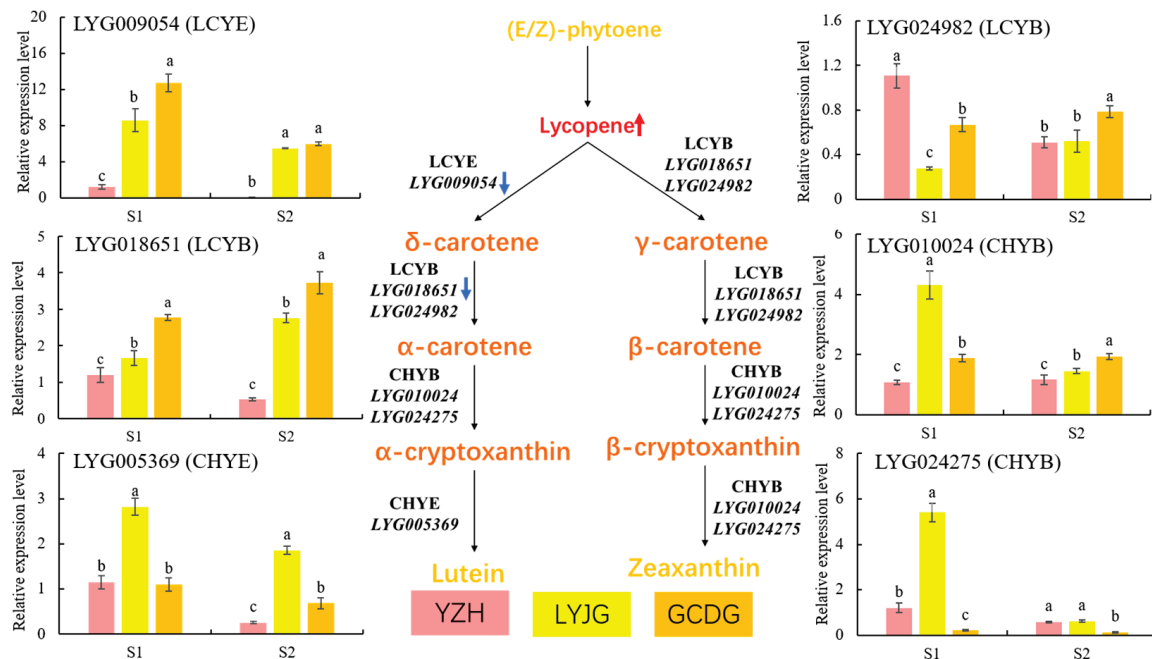 LYG009054 (LCYE)
Relative expression level
20
16
12
8
4
0
c
b
a
b
a
a
S1
S2
LYG018651 (LCYB)
Relative expression level
5
4
3
2
1
0
c
b
a
c
b
a
S1
S2
LYG005369 (CHYE)
Relative expression level
4
3
2
1
0
b
a
b
c
a
b
S1
S2
(E/Z)-phytoene
Lycopene
LCYE
LYG009054
LCYB
LYG018651
LYG024982
δ-carotene
γ-carotene
LCYB
LYG018651
LYG024982
LCYB
LYG018651
LYG024982
α-carotene
β-carotene
CHYB
LYG010024
LYG024275
CHYB
LYG010024
LYG024275
α-cryptoxanthin
β-cryptoxanthin
CHYE
LYG005369
CHYB
LYG010024
LYG024275
Lutein
Zeaxanthin
YZH
LYJG
GCDG
LYG024982 (LCYB)
Relative expression level
1.6
1.2
0.8
0.4
0
a
c
b
b
b
a
S1
S2
LYG010024 (CHYB)
Relative expression level
6
4
2
0
c
a
b
c
b
a
S1
S2
LYG024275 (CHYB)
Relative expression level
8
6
4
2
0
b
a
c
a
a
b
S1
S2